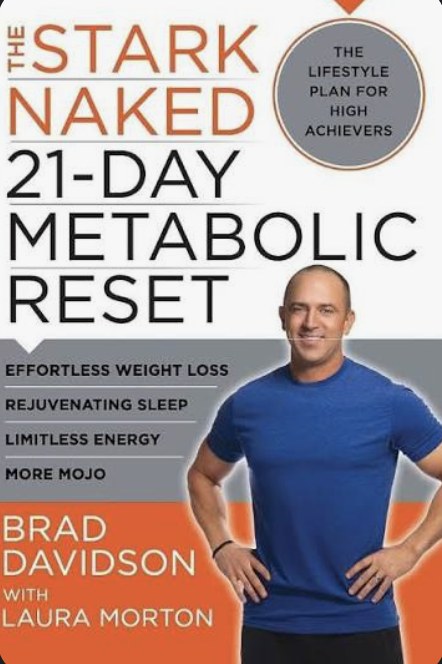 THE STARK
NAKED
21-DAY
METABOLIC
RESET
THE
LIFESTYLE
PLAN FOR
HIGH
ACHIEVERS
EFFORTLESS WEIGHT LOSS
REJUVENATING SLEEP
LIMITLESS ENERGY
MORE MOJO
BRAD
DAVIDSON
WITH
LAURA MORTON